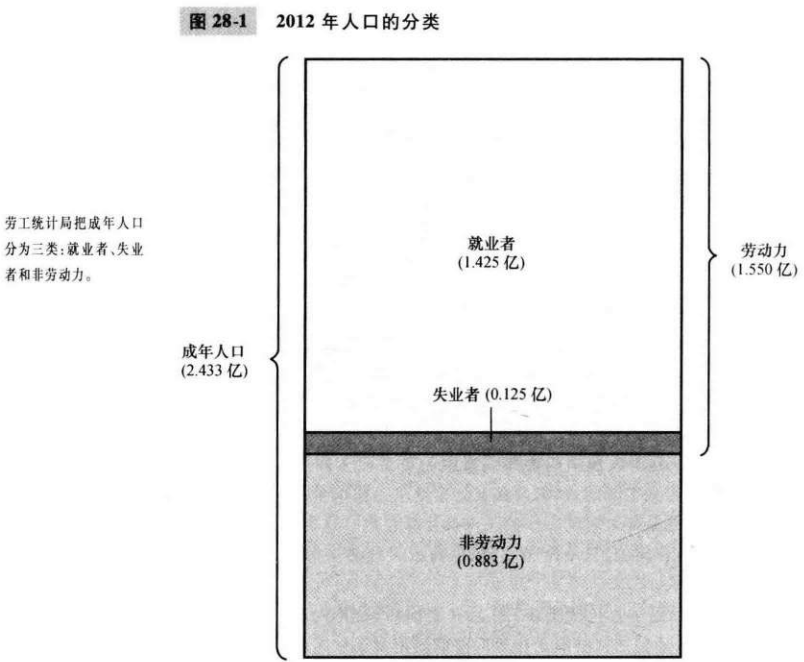 图 28-1 2012 年人口的分类
劳工统计局把成年人口
分为三类:就业者、失业
者和非劳动力。
成年人口
(2.433 亿)
就业者
(1.425 亿)
失业者 (0.125 亿)
非劳动力
(0.883 亿)
劳动力
(1.550 亿)